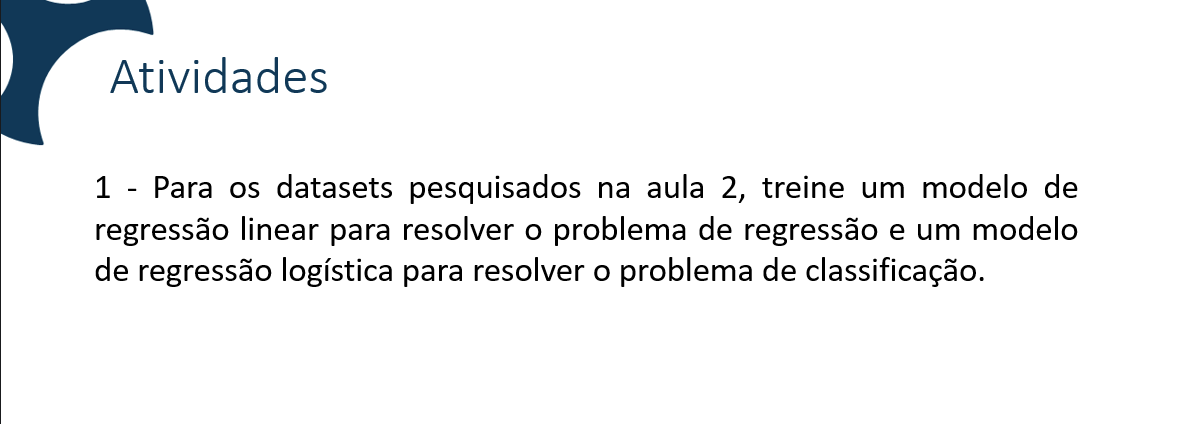 Atividades
1 - Para os datasets pesquisados na aula 2, treine um modelo de
regressão linear para resolver o problema de regressão e um modelo
de regressão logística para resolver o problema de classificação.